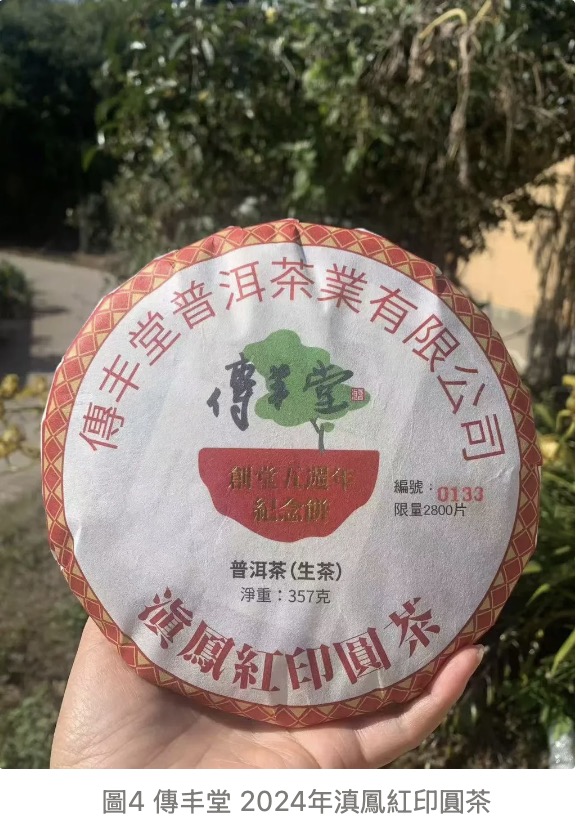 傳丰堂普洱茶業有限公司
傳丰堂
創堂五週年
紀念餅
編號：0133
限量2800片
普洱茶（生茶）
淨重：357克
滇鳳紅印圓茶
圖4 傳丰堂 2024年滇鳳紅印圓茶